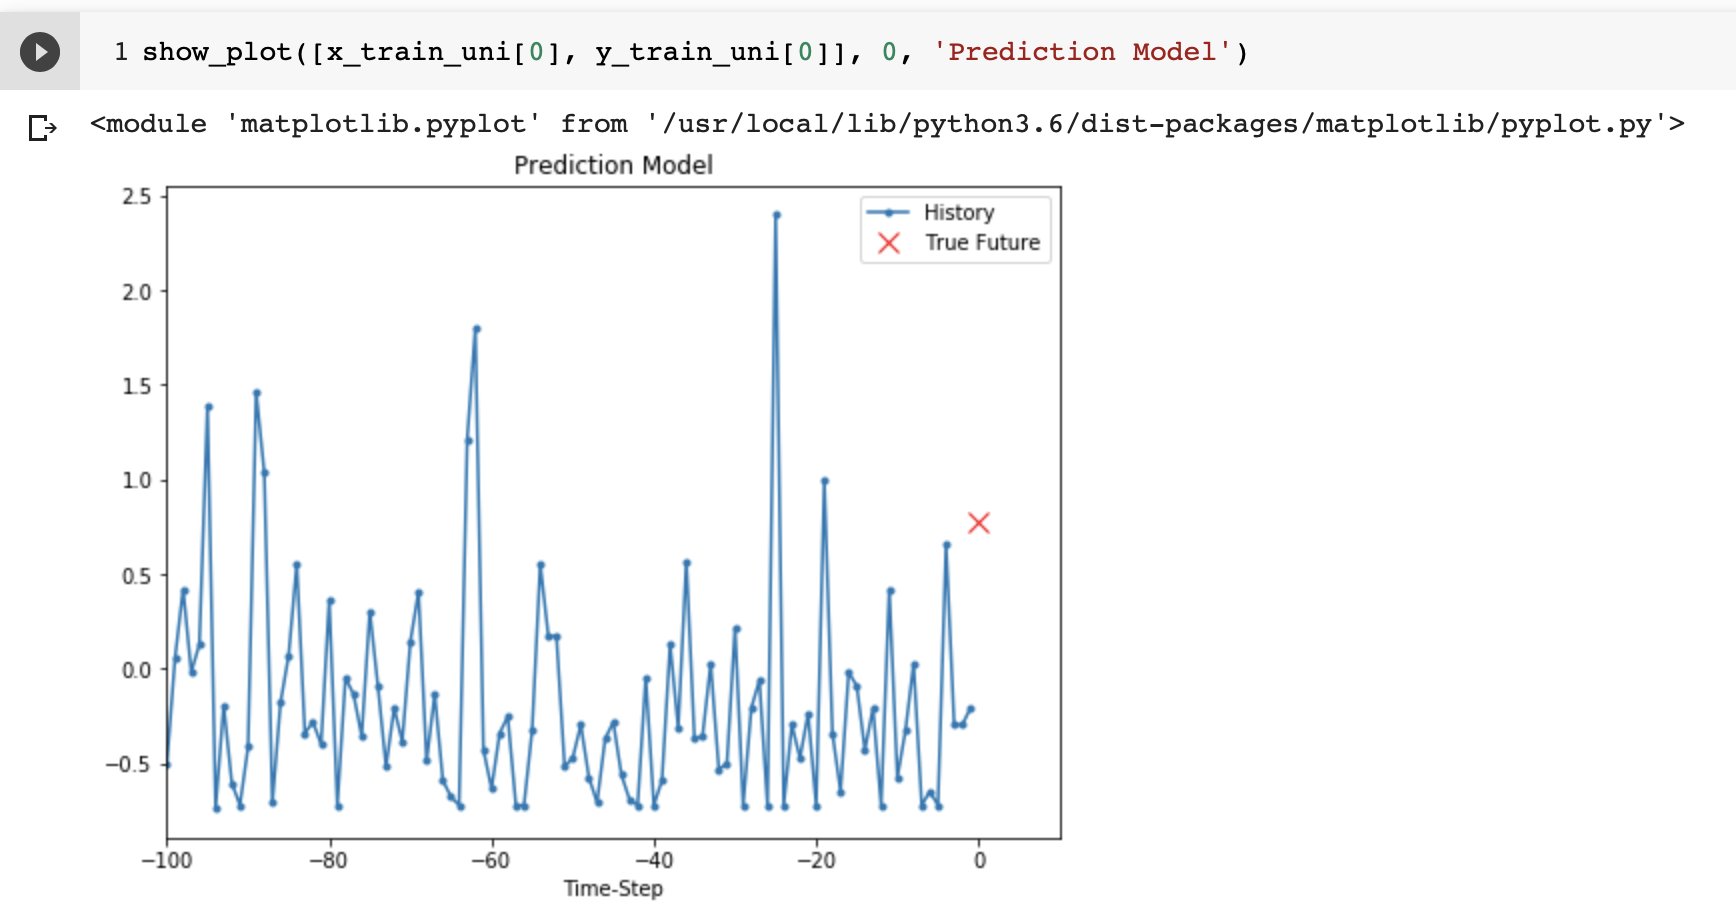 1 show_plot([x_train_uni[0], y_train_uni[0]], 0, 'Prediction Model')
<module 'matplotlib.pyplot' from '/usr/local/lib/python3.6/dist-packages/matplotlib/pyplot.py'>
Prediction Model
2.5
2.0
1.5
1.0
0.5
0.0
−0.5
History
True Future
−100
−80
−60
−40
−20
0
Time-Step